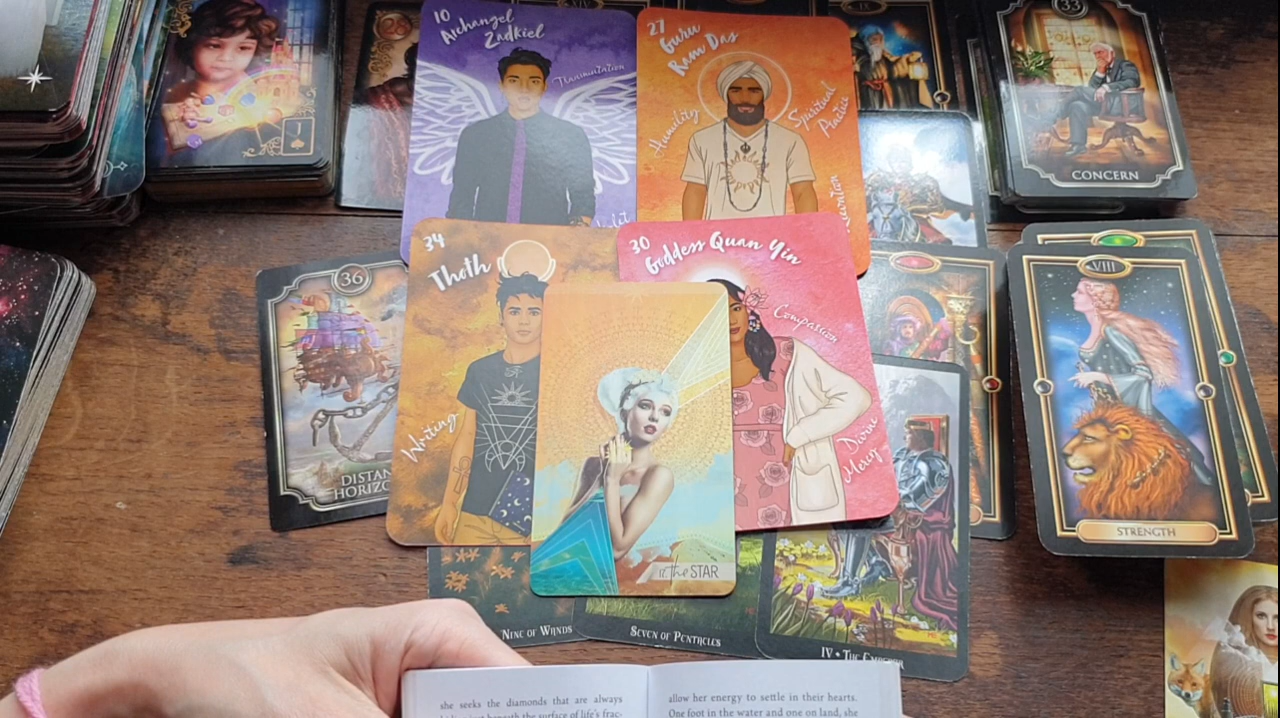 10
Archangel
Zadkiel
Transmutation
27
Guru
Ram Das
Humility
Spiritual
Practice
IX
33
CONCERN
J
28
36
34
Thoth
Writing
30
Goddess Quan Yin
Compassion
Divine
Mercy
VIII
STRENGTH
17. the STAR
NINE OF WANDS
SEVEN OF PENTACLES
IV • THE EMPEROR
she seeks the diamonds that are always
allow her energy to settle in their hearts.
One foot in the water and one on land, she